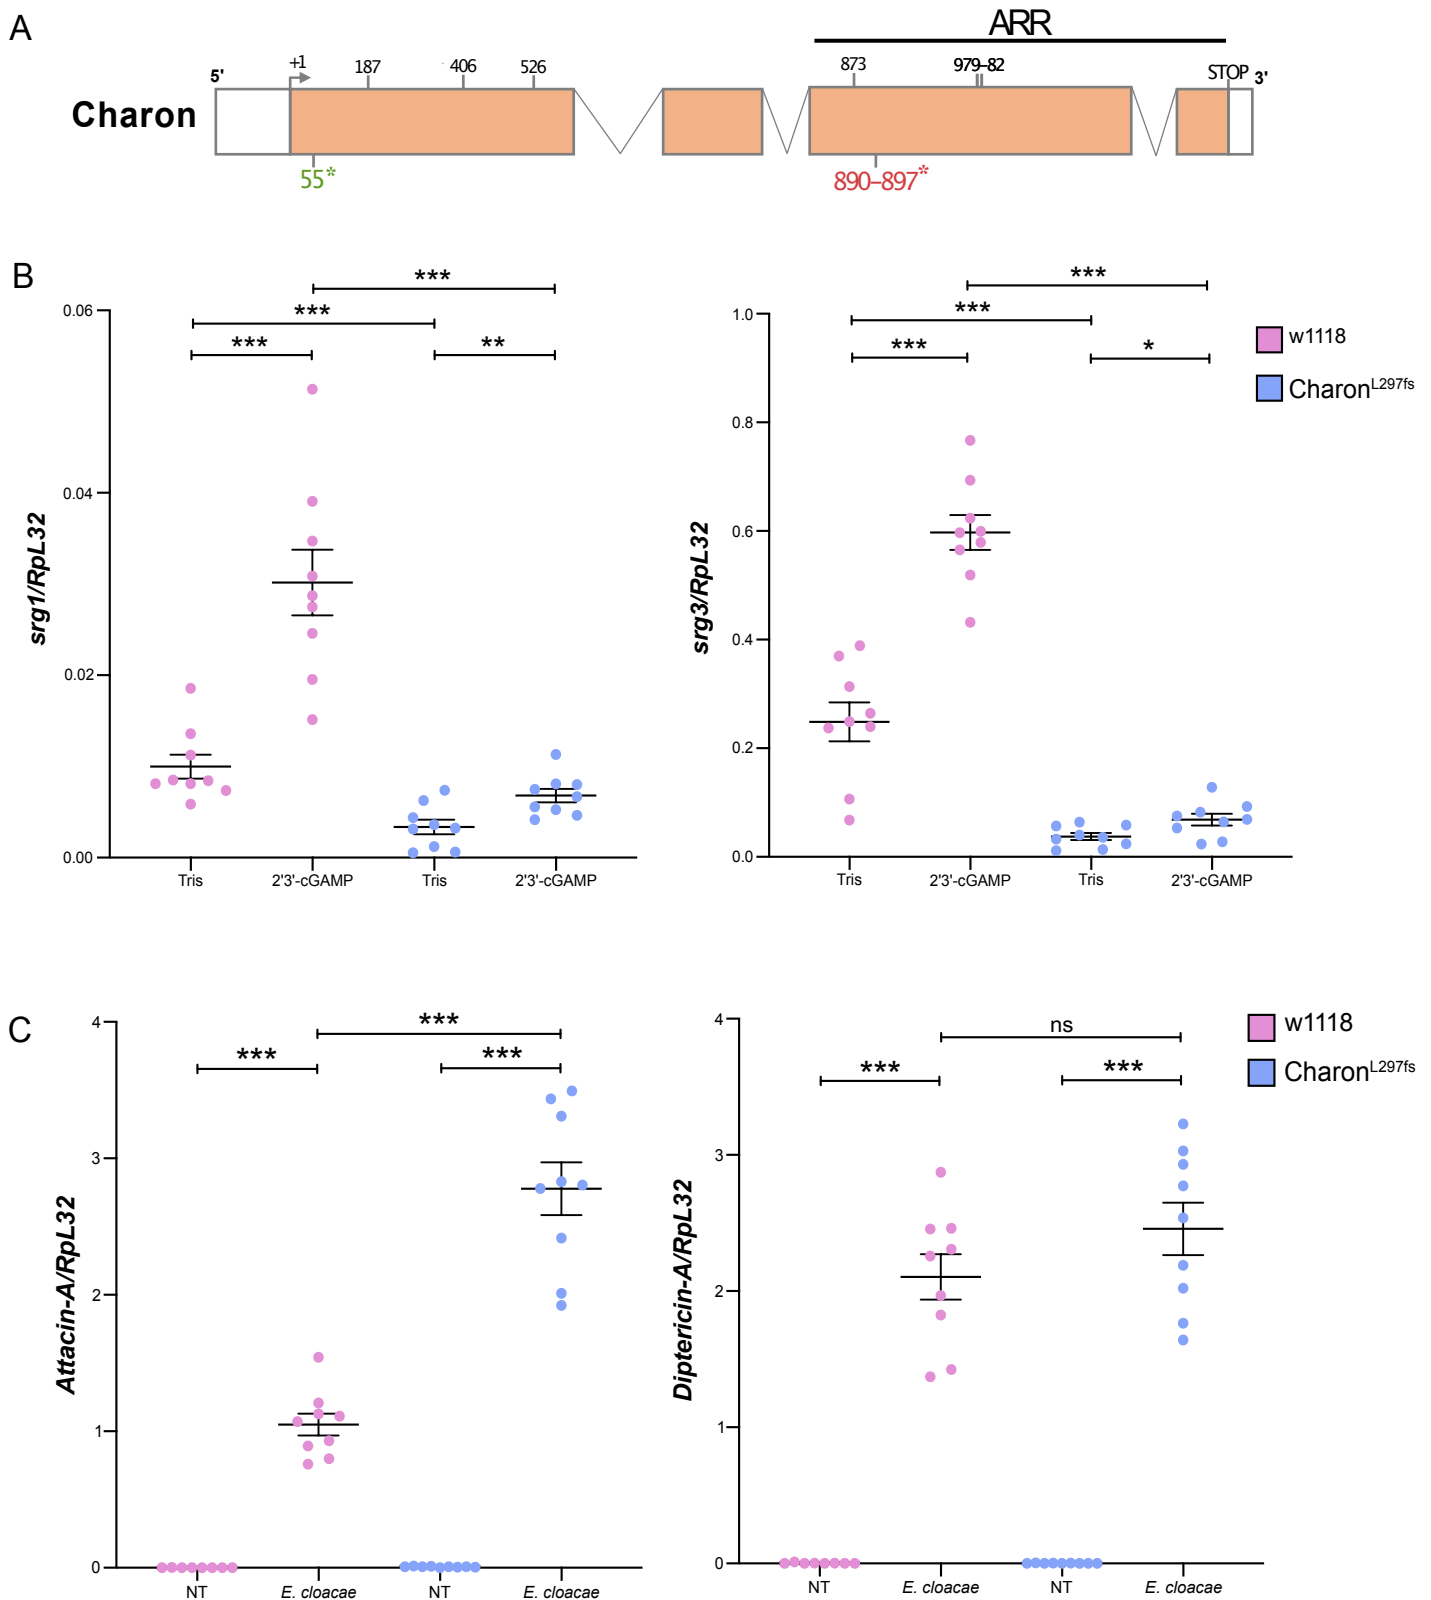 A
ARR
5'
+1
187
406
526
873
979–82
STOP
3'
Charon
55*
890–897*
B
***
***
***
**
0.06
0.04
0.02
0.00
srg1/RpL32
Tris
2'3'-cGAMP
Tris
2'3'-cGAMP
***
***
***
*
1.0
0.8
0.6
0.4
0.2
0.0
srg3/RpL32
Tris
2'3'-cGAMP
Tris
2'3'-cGAMP
w1118
CharonL297fs
C
***
***
***
4
3
2
1
0
Attacin-A/RpL32
NT
E. cloacae
NT
E. cloacae
ns
***
***
4
3
2
1
0
Diptericin-A/RpL32
NT
E. cloacae
NT
E. cloacae
w1118
CharonL297fs